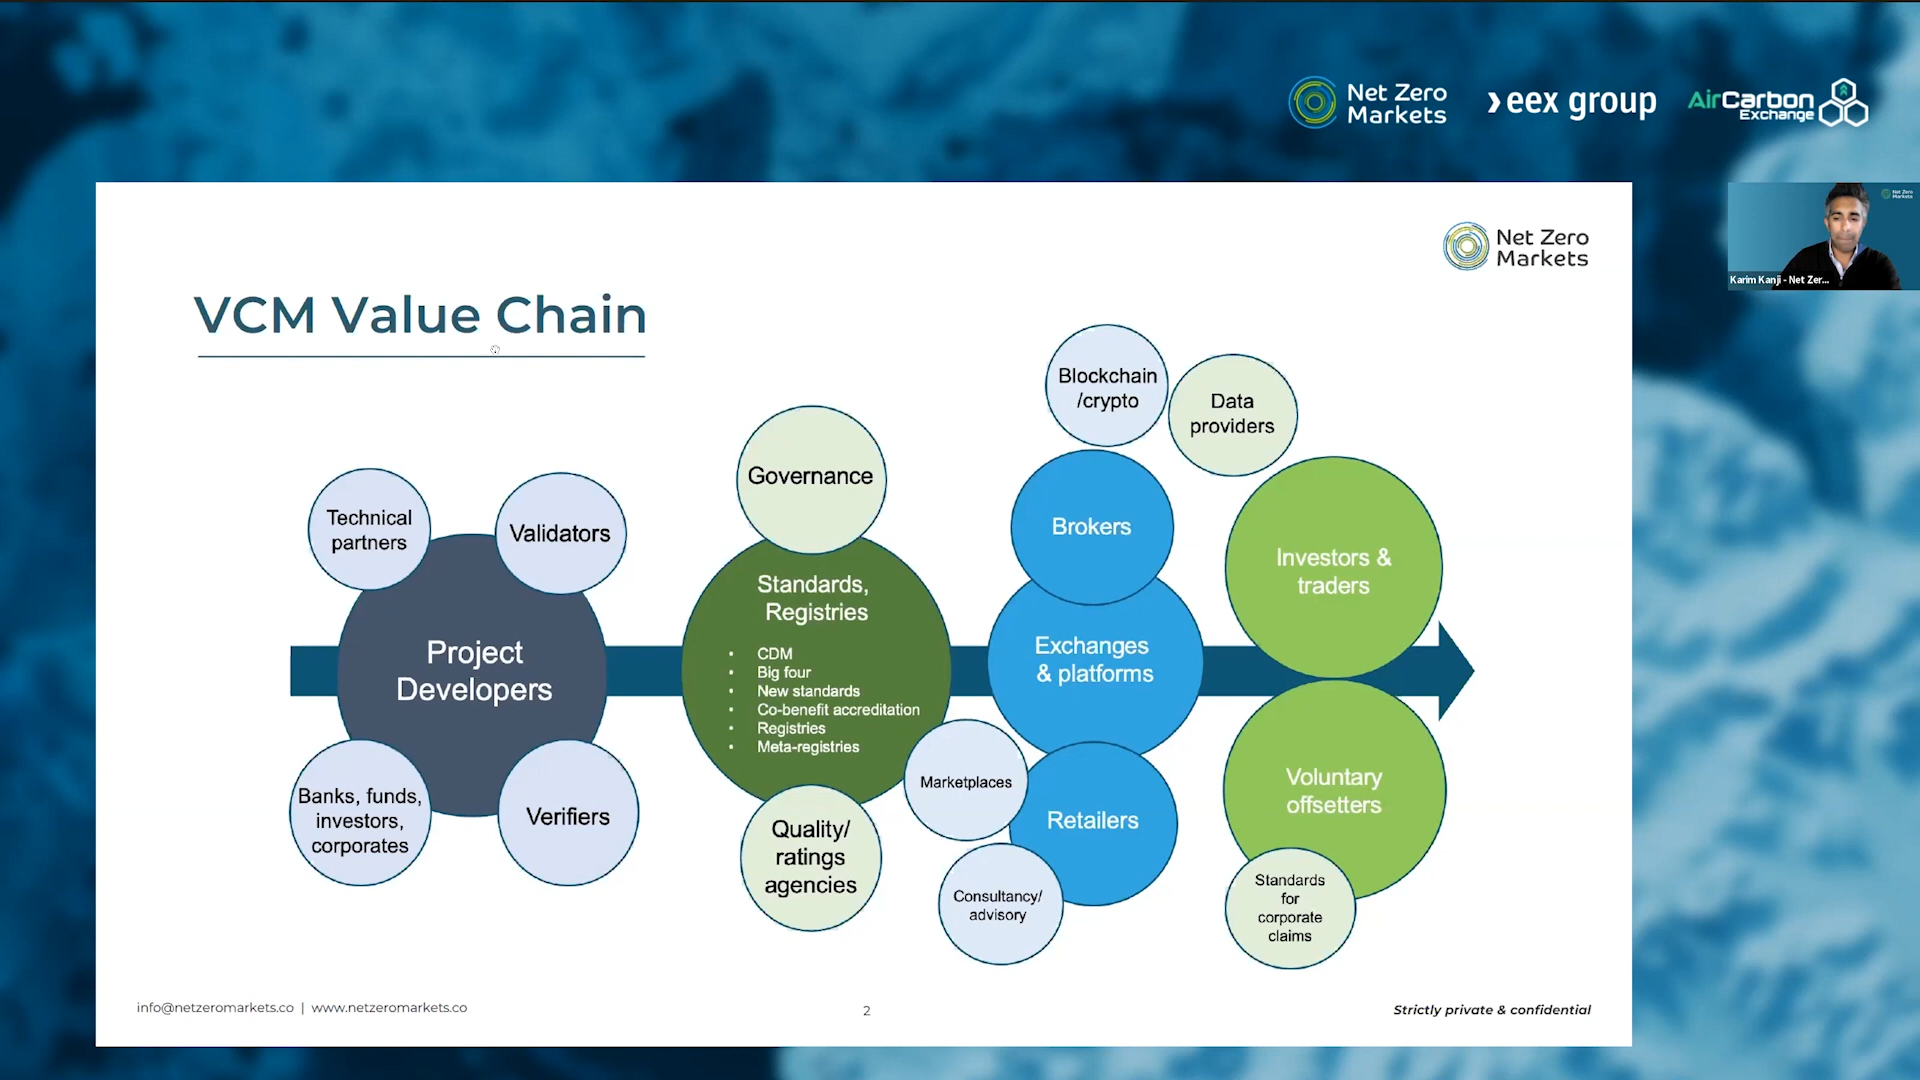 Net Zero
Markets
eex group
AirCarbon
Exchange
Net Zero
Markets
Net Zero
Markets
Karim Kanji - Net Zer...
VCM Value Chain
Blockchain
/crypto
Data
providers
Governance
Technical
partners
Validators
Brokers
Investors &
traders
Standards,
Registries
• CDM
• Big four
• New standards
• Co-benefit accreditation
• Registries
• Meta-registries
Project
Developers
Exchanges
& platforms
Marketplaces
Voluntary
offsetters
Banks, funds,
investors,
corporates
Verifiers
Quality/
ratings
agencies
Retailers
Consultancy/
advisory
Standards
for
corporate
claims
info@netzeromarkets.co | www.netzeromarkets.co
2
Strictly private & confidential